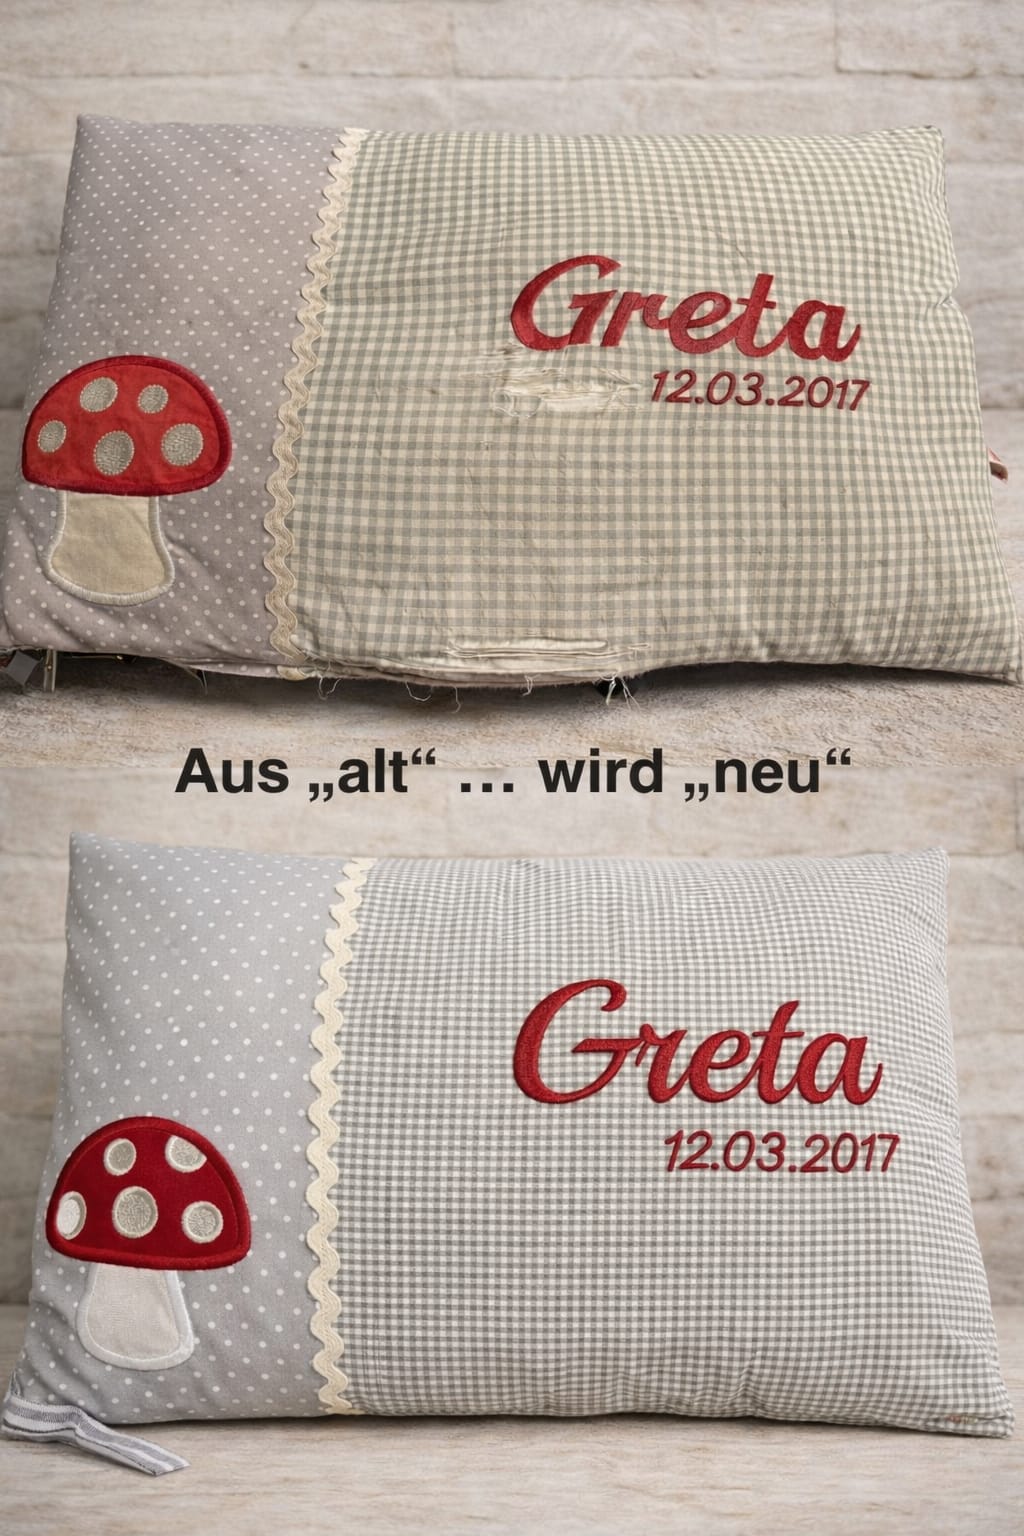 Greta
12.03.2017
Aus „alt“ … wird „neu“
Greta
12.03.2017